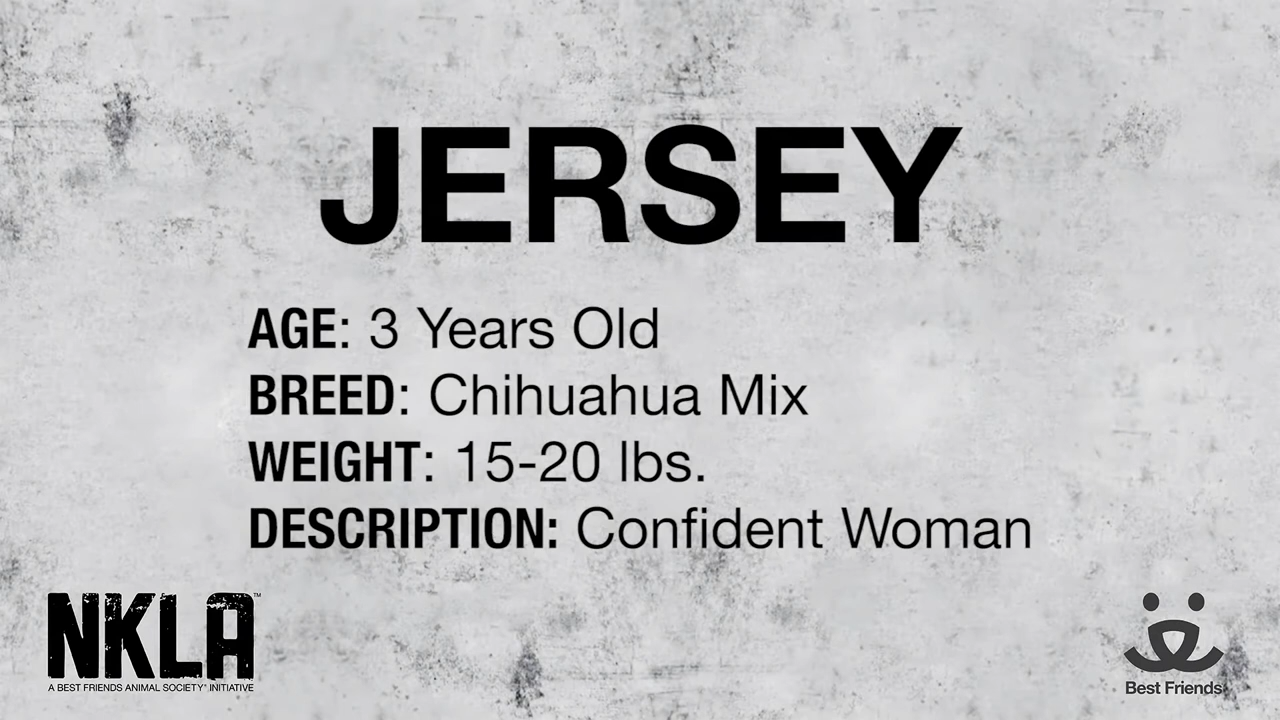 JERSEY
AGE: 3 Years Old
BREED: Chihuahua Mix
WEIGHT: 15-20 lbs.
DESCRIPTION: Confident Woman
NKLA™
A BEST FRIENDS ANIMAL SOCIETY® INITIATIVE
Best Friends